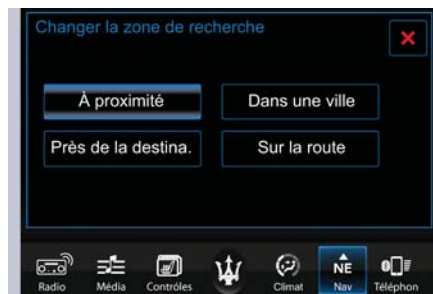 Changer la zone de recherche
À proximité
Dans une ville
Près de la destina.
Sur la route
NE
Radio
Média
Contrôles
Climat
Nav
Téléphon